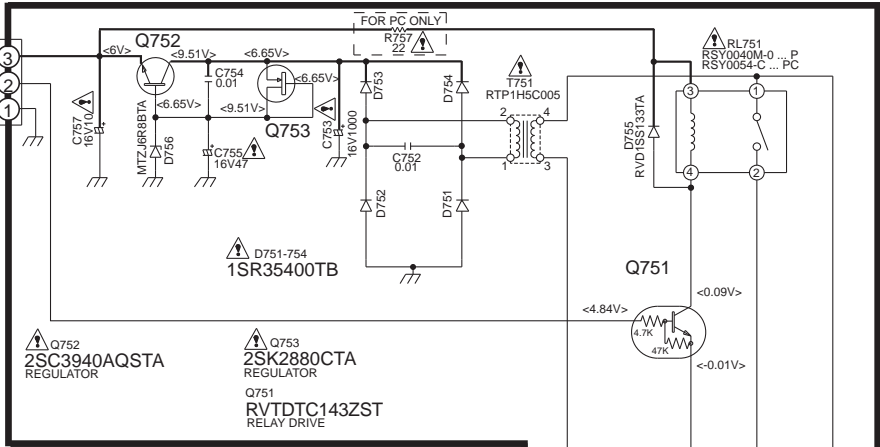 FOR PC ONLY
R757
22
<6V>
Q752
<9.51V>
<6.65V>
C754
0.01
<6.65V>
3
2
1
C757
16V10
<6.65V>
<9.51V>
Q753
MTZJ6R8BTA
D756
C755
16V47
C753
16V1000
D753
D754
C752
0.01
D752
D751
T751
RTP1H5C005
2
4
1
3
RL751
RSY0040M-0 ... P
RSY0054-C ... PC
3
1
4
2
D755
RVD1SS133TA
D751-754
1SR35400TB
Q751
<0.09V>
<4.84V>
4.7K
47K
<-0.01V>
Q752
2SC3940AQSTA
REGULATOR
Q753
2SK2880CTA
REGULATOR
Q751
RVTDTC143ZST
RELAY DRIVE